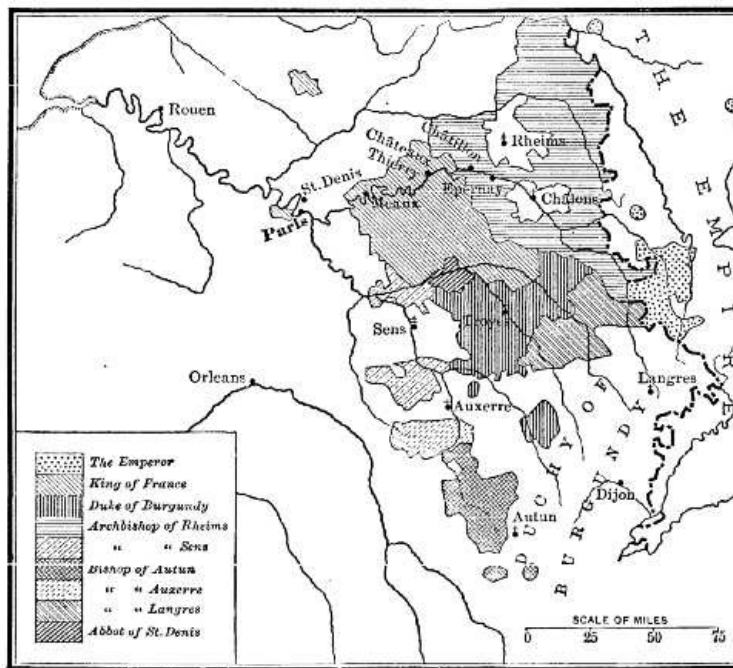 THE EMPIRE
Rouen
Rheims
Châtillon
Châteaux
Thierry
St. Denis
Meaux
Epernay
Châlons
Paris
Troyes
Sens
Orleans
Langres
Auxerre
DUCHY OF
BURGUNDY
Dijon
Autun
The Emperor
King of France
Duke of Burgundy
Archbishop of Rheims
" " Sens
Bishop of Autun
" " Auxerre
" " Langres
Abbot of St. Denis
SCALE OF MILES
0 25 50 75